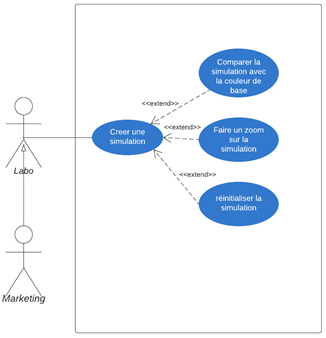 Comparer la
simulation avec
la couleur de
base
<<extend>>
Creer une
simulation
<<extend>>
Faire un zoom
sur la
simulation
Labo
<<extend>>
réinitialiser la
simulation
Marketing